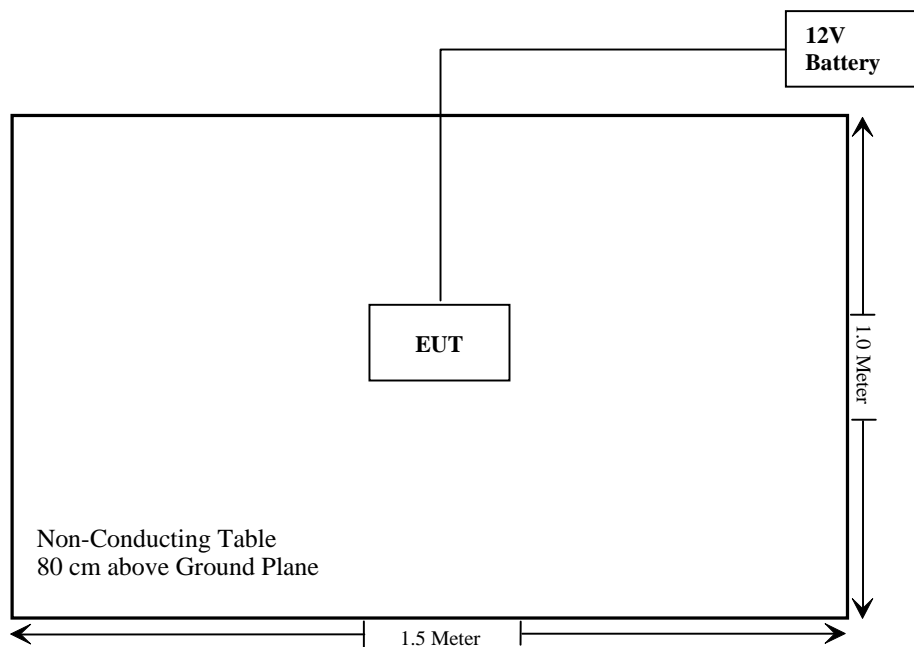 12V
Battery
EUT
1.0 Meter
Non-Conducting Table
80 cm above Ground Plane
1.5 Meter